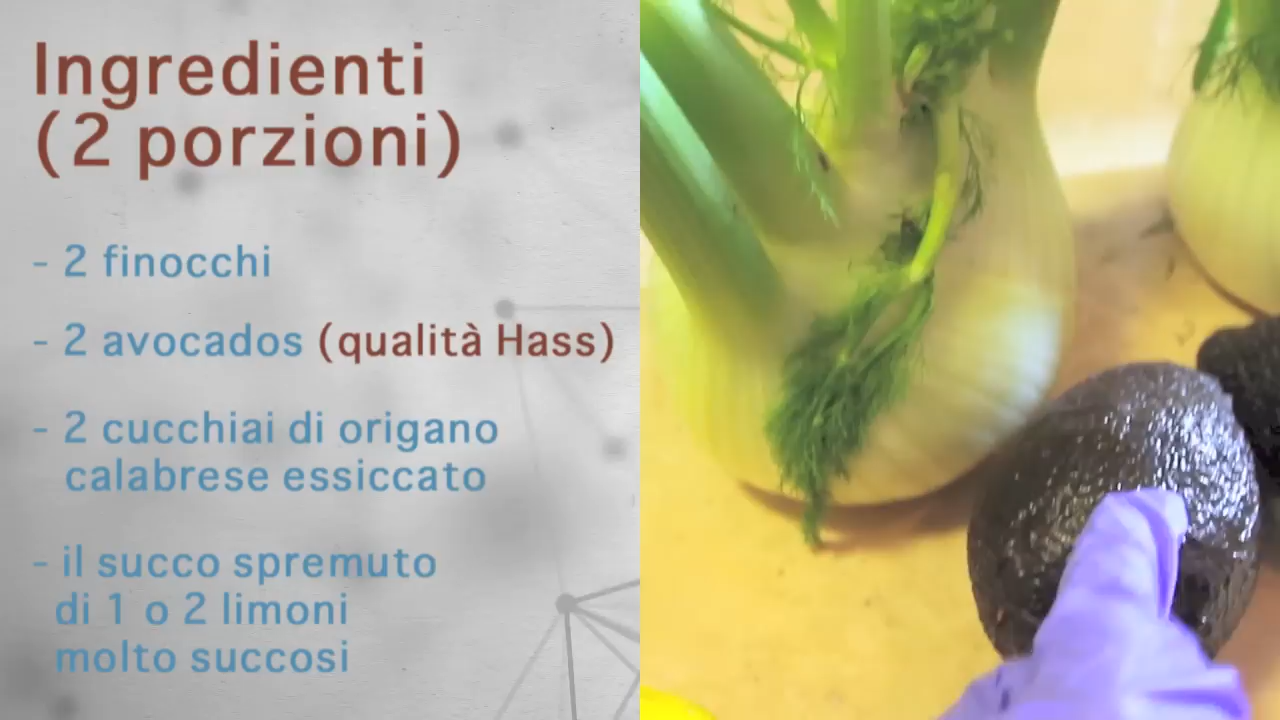 Ingredienti
(2 porzioni)
- 2 finocchi
- 2 avocados (qualità Hass)
- 2 cucchiai di origano
calabrese essiccato
- il succo spremuto
di 1 o 2 limoni
molto succosi